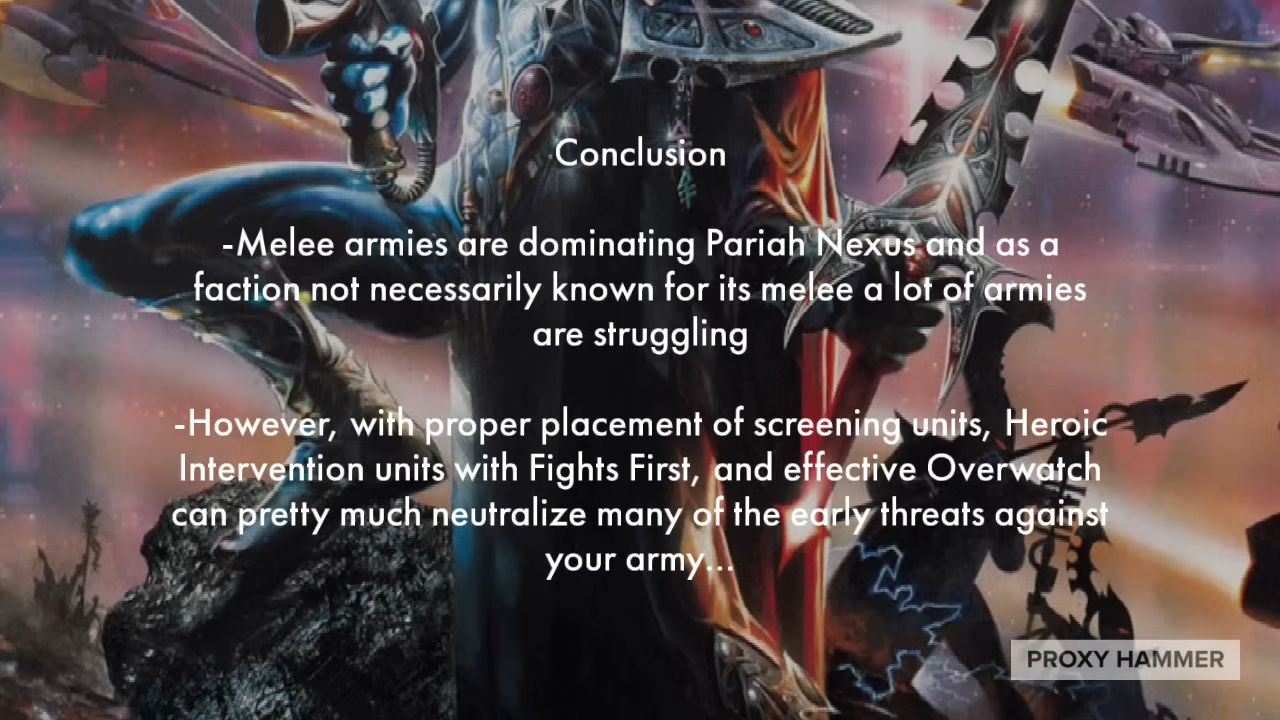 Conclusion
-Melee armies are dominating Pariah Nexus and as a
faction not necessarily known for its melee a lot of armies
are struggling
-However, with proper placement of screening units, Heroic
Intervention units with Fights First, and effective Overwatch
can pretty much neutralize many of the early threats against
your army...
PROXY HAMMER